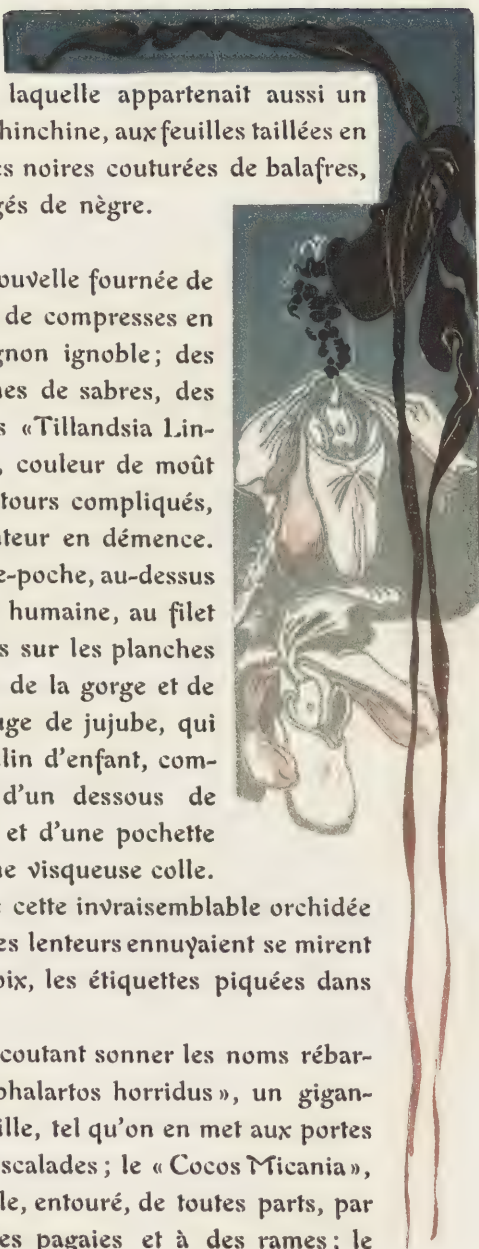 laquelle appartenait aussi un
hinchine, aux feuilles taillées en
es noires couturées de balafres,
gés de nègre.
ouvelle fournée de
de compresses en
gnon ignoble; des
nes de sabres, des
s «Tillandsia Lin-
, couleur de moût
tours compliqués,
ateur en démence.
e-poche, au-dessus
humaine, au filet
s sur les planches
de la gorge et de
uge de jujube, qui
lin d'enfant, com-
d'un dessous de
et d'une pochette
ne visqueuse colle.
cette invraisemblable orchidée
es lenteurs ennuyaient se mirent
oix, les étiquettes piquées dans
coutant sonner les noms rébar-
phalartos horridus», un gigan-
ille, tel qu'on en met aux portes
escalades; le «Cocos Micania»,
le, entouré, de toutes parts, par
es pagaies et à des rames; le